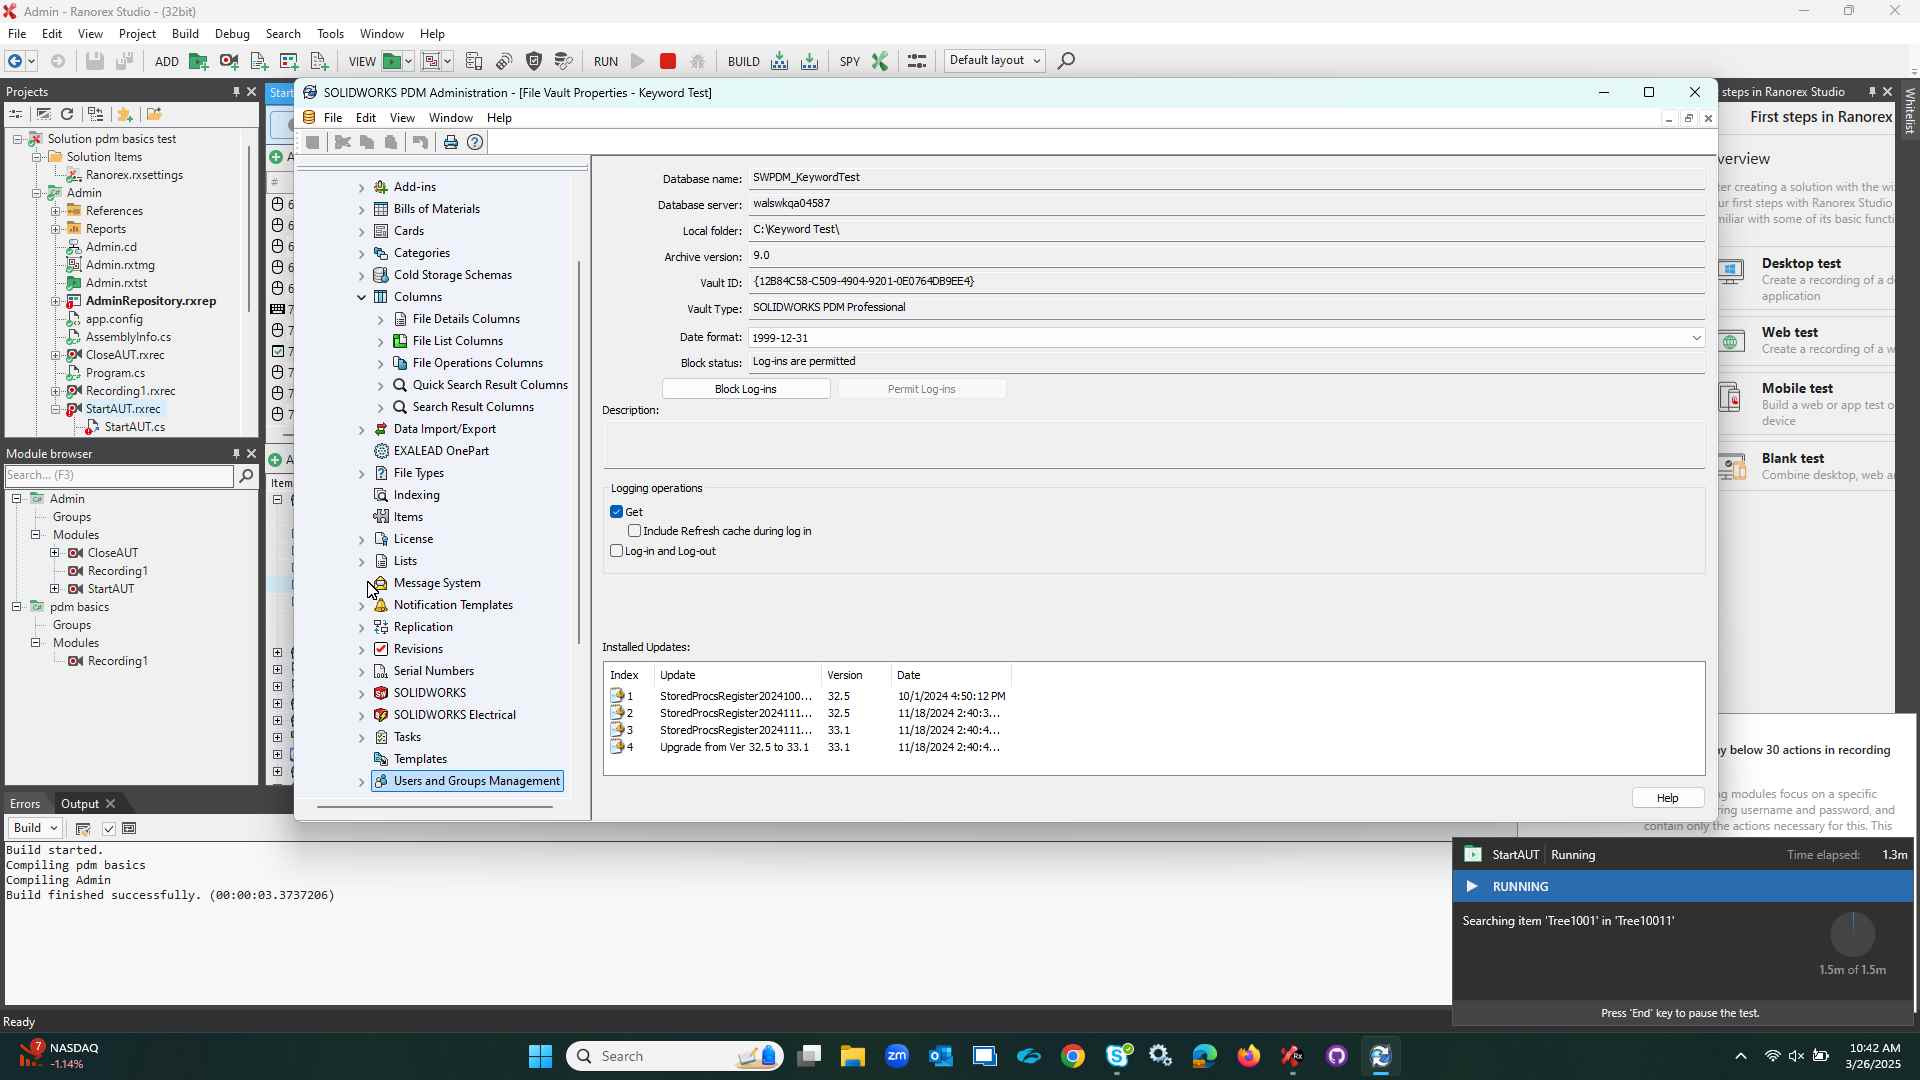 Admin - Ranorex Studio - (32bit)
File Edit View Project Build Debug Search Tools Window Help
ADD VIEW RUN BUILD SPY Default layout
Projects
Solution pdm basics test
Solution Items
Ranorex.rxsettings
Admin
References
Reports
Admin.cd
Admin.rxtmg
Admin.rxtst
AdminRepository.rxrep
app.config
AssemblyInfo.cs
CloseAUT.rxrec
Program.cs
Recording1.rxrec
StartAUT.rxrec
StartAUT.cs
Module browser
Search... (F3)
Admin
Groups
Modules
CloseAUT
Recording1
StartAUT
pdm basics
Groups
Modules
Recording1
Start
#
Item
SOLIDWORKS PDM Administration - [File Vault Properties - Keyword Test]
File Edit View Window Help
Add-ins
Bills of Materials
Cards
Categories
Cold Storage Schemas
Columns
File Details Columns
File List Columns
File Operations Columns
Quick Search Result Columns
Search Result Columns
Data Import/Export
EXALEAD OnePart
File Types
Indexing
Items
License
Lists
Message System
Notification Templates
Replication
Revisions
Serial Numbers
SOLIDWORKS
SOLIDWORKS Electrical
Tasks
Templates
Users and Groups Management
Database name: SWPDM_KeywordTest
Database server: walswkqa04587
Local folder: C:\Keyword Test\
Archive version: 9.0
Vault ID: {12B84C58-C509-4904-9201-0E0764DB9EE4}
Vault Type: SOLIDWORKS PDM Professional
Date format: 1999-12-31
Block status: Log-ins are permitted
Block Log-ins Permit Log-ins
Description:
Logging operations
Get
Include Refresh cache during log in
Log-in and Log-out
Installed Updates:
Index Update Version Date
1 StoredProcsRegister2024100... 32.5 10/1/2024 4:50:12 PM
2 StoredProcsRegister2024111... 32.5 11/18/2024 2:40:3...
3 StoredProcsRegister2024111... 33.1 11/18/2024 2:40:4...
4 Upgrade from Ver 32.5 to 33.1 33.1 11/18/2024 2:40:4...
Help
steps in Ranorex Studio
Whitelist
First steps in Ranorex
verview
ter creating a solution with the wi
ur first steps with Ranorex Studio
miliar with some of its basic functi
Desktop test
Create a recording of a de
application
Web test
Create a recording of a w
Mobile test
Build a web or app test o
device
Blank test
Combine desktop, web a
y below 30 actions in recording
g modules focus on a specific
ring username and password, and
contain only the actions necessary for this. This
Errors Output
Build
Build started.
Compiling pdm basics
Compiling Admin
Build finished successfully. (00:00:03.3737206)
StartAUT Running Time elapsed: 1.3m
RUNNING
Searching item 'Tree1001' in 'Tree10011'
1.5m of 1.5m
Press 'End' key to pause the test.
Ready
7
NASDAQ
-1.14%
Search
zm
10:42 AM
3/26/2025